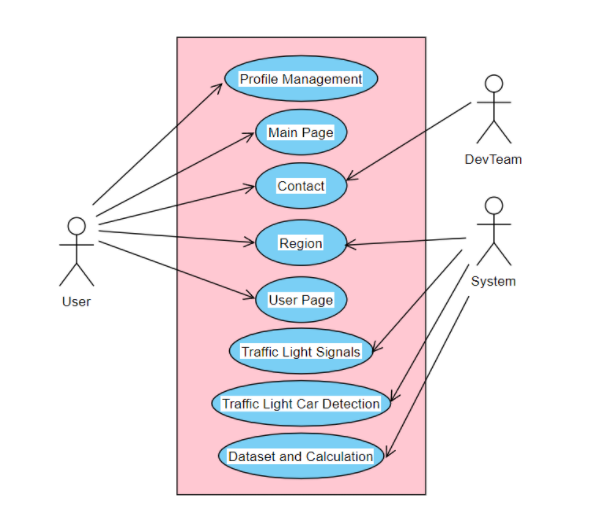 Profile Management
Main Page
Contact
DevTeam
Region
User
System
User Page
Traffic Light Signals
Traffic Light Car Detection
Dataset and Calculation